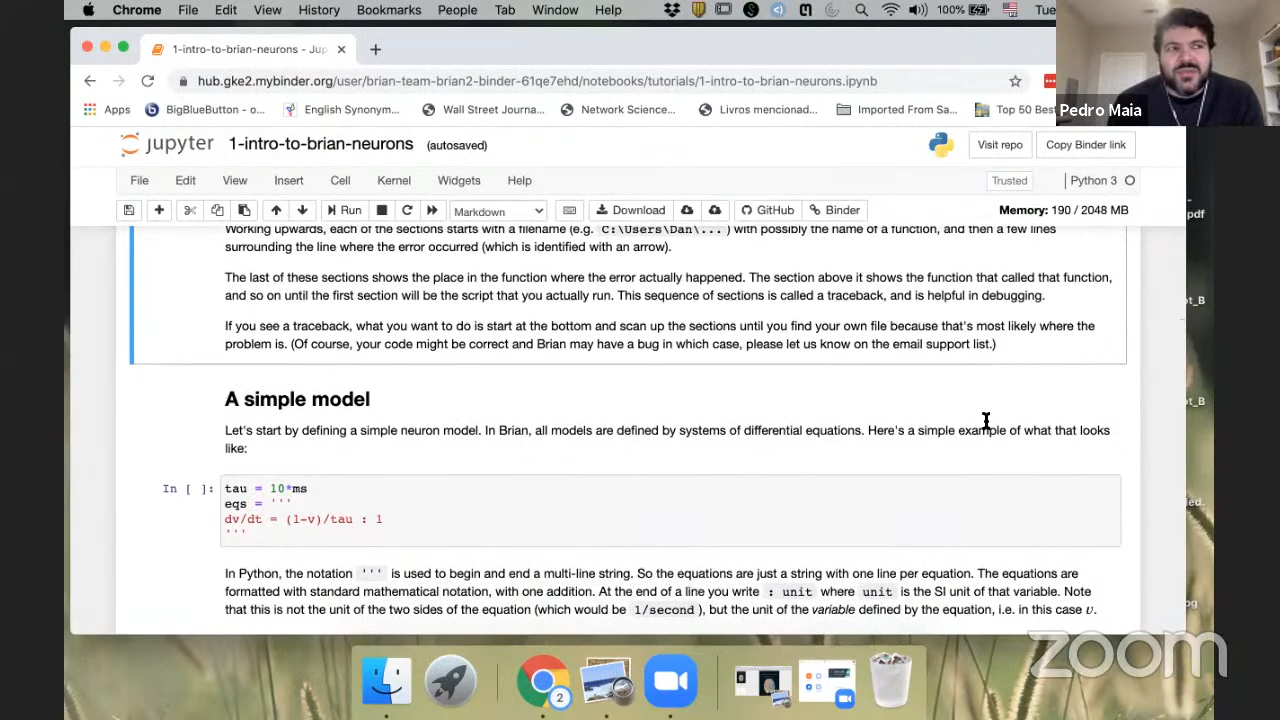 Chrome File Edit View History Bookmarks People Tab Window Help 100% Tue
1-intro-to-brian-neurons - Jup
hub.gke2.mybinder.org/user/brian-team-brian2-binder-61qe7ehd/notebooks/tutorials/1-intro-to-brian-neurons.ipynb
Apps BigBlueButton - o... English Synonym... Wall Street Journa... Network Science... Livros mencionad... Imported From Sa... Top 50 Best
Pedro Maia
jupyter 1-intro-to-brian-neurons (autosaved) Visit repo Copy Binder link
File Edit View Insert Cell Kernel Widgets Help Trusted Python 3
Run Markdown Download GitHub Binder Memory: 190 / 2048 MB
.pdf
Working upwards, each of the sections starts with a filename (e.g. C:\Users\Dan\... ) with possibly the name of a function, and then a few lines
surrounding the line where the error occurred (which is identified with an arrow).
The last of these sections shows the place in the function where the error actually happened. The section above it shows the function that called that function,
and so on until the first section will be the script that you actually run. This sequence of sections is called a traceback, and is helpful in debugging.
ot_B
If you see a traceback, what you want to do is start at the bottom and scan up the sections until you find your own file because that's most likely where the
problem is. (Of course, your code might be correct and Brian may have a bug in which case, please let us know on the email support list.)
A simple model
ot_B
Let's start by defining a simple neuron model. In Brian, all models are defined by systems of differential equations. Here's a simple example of what that looks
like:
In [ ]: tau = 10*ms
eqs = '''
dv/dt = (1-v)/tau : 1
'''
ed.
In Python, the notation ''' is used to begin and end a multi-line string. So the equations are just a string with one line per equation. The equations are
formatted with standard mathematical notation, with one addition. At the end of a line you write : unit where unit is the SI unit of that variable. Note
that this is not the unit of the two sides of the equation (which would be 1/second ), but the unit of the variable defined by the equation, i.e. in this case v.
zoom
2